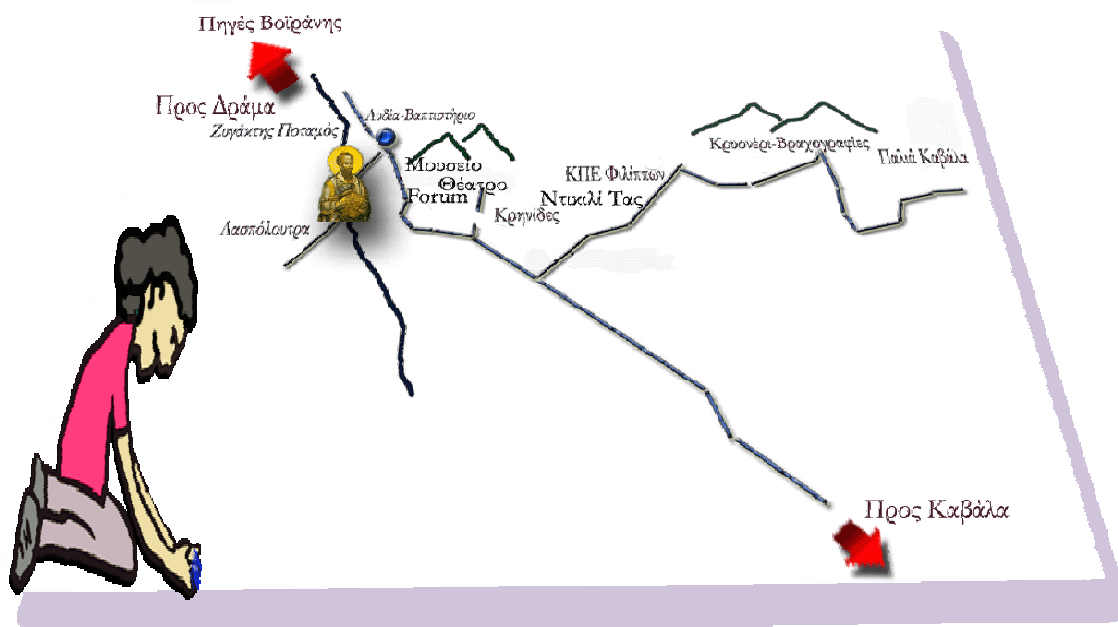 Πηγές Βοϊράνης
Προς Δράμα
Λυδία-Βαπτιστήριο
Ζυγάκτης Ποταμός
Μουσείο
Θέατρο
Forum
Κρηνίδες
Λασπόλουτρα
ΚΠΕ Φιλίππων
Ντικιλί Τας
Κρυονέρι-Βραχογραφίες
Παλιά Καβάλα
Προς Καβάλα